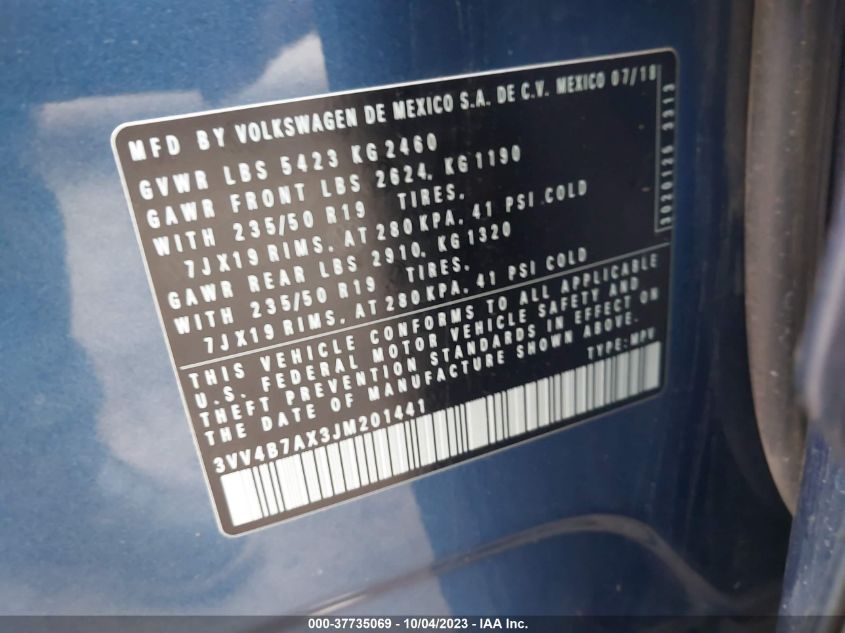 MFD BY VOLKSWAGEN DE MEXICO S.A. DE C.V. MEXICO 07/18
GVWR LBS 5423 KG 2460
GAWR FRONT LBS 2624, KG 1190
WITH 235/50 R19 TIRES,
7JX19 RIMS, AT 280 KPA, 41 PSI COLD
GAWR REAR LBS 2910, KG 1320
WITH 235/50 R19 TIRES,
7JX19 RIMS, AT 280 KPA, 41 PSI COLD
3020126 3313
THIS VEHICLE CONFORMS TO ALL APPLICABLE
U.S. FEDERAL MOTOR VEHICLE SAFETY AND
THEFT PREVENTION STANDARDS IN EFFECT ON
THE DATE OF MANUFACTURE SHOWN ABOVE.
TYPE: MPV
3VV4B7AX3JM201441
000-37735069 - 10/04/2023 - IAA Inc.